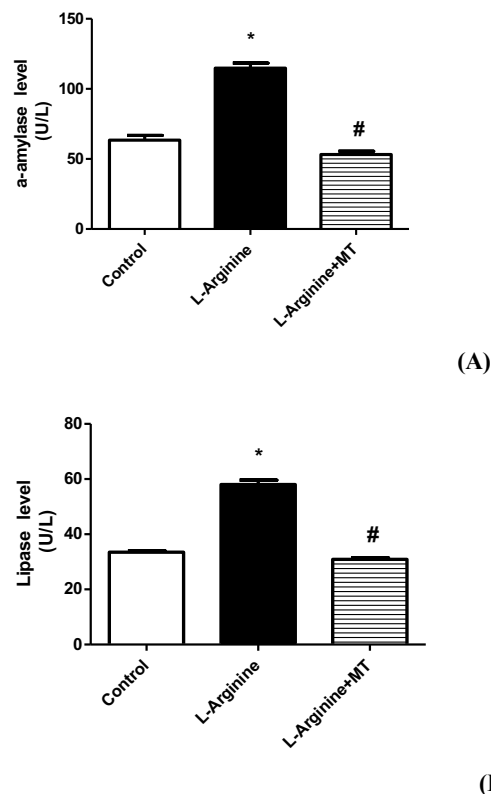 *
150
100
50
0
#
a-amylase level
(U/L)
Control
L-Arginine
L-Arginine+MT
(A)
*
80
60
40
20
0
#
Lipase level
(U/L)
Control
L-Arginine
L-Arginine+MT